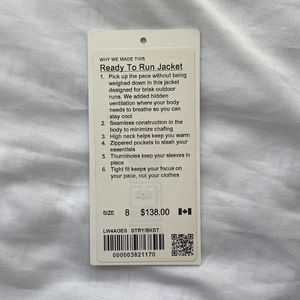 WHY WE MADE THIS
Ready To Run Jacket
1. Pick up the pace without being
weighed down in this jacket
designed for brisk outdoor
runs. We added hidden
ventilation where your body
needs to breathe so you can
stay cool
2. Seamless construction in the
body to minimize chafing
3. High neck helps keep you warm
4. Zippered pockets to stash your
essentials
5. Thumbholes keep your sleeves in
place
6. Tight fit keeps your focus on
your pace, not your clothes
SIZE 8 $138.00
LW4AOES STRY/BKST
000003821170